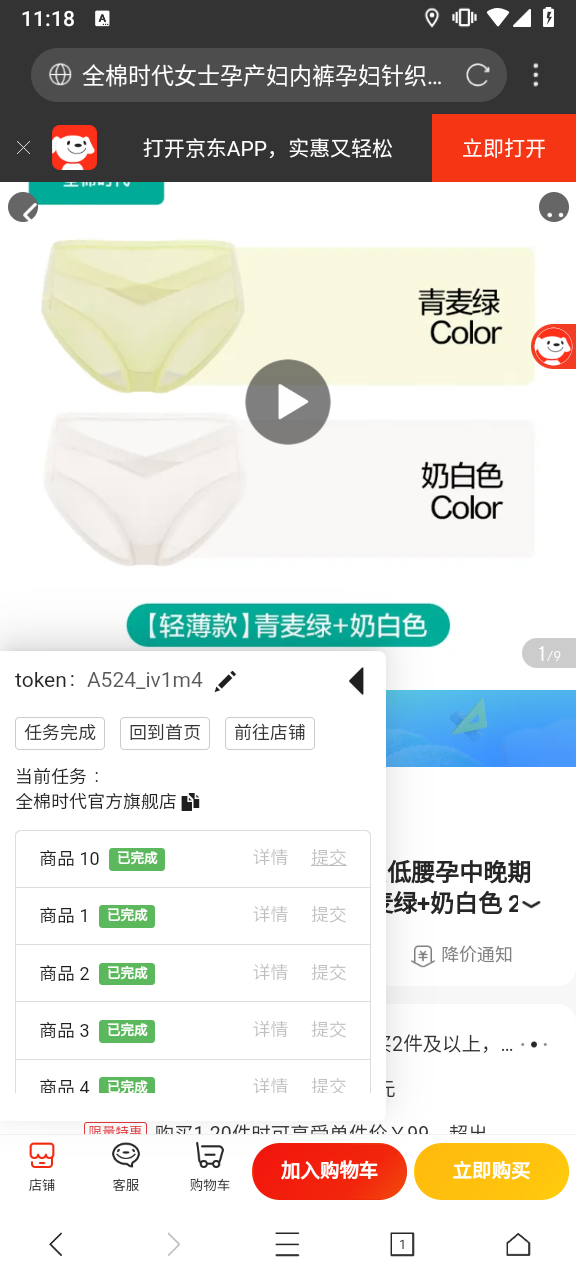 11:18
A
全棉时代女士孕产妇内裤孕妇针织...
打开京东APP，实惠又轻松
立即打开
青麦绿
Color
奶白色
Color
【轻薄款】青麦绿+奶白色
1/9
token： A524_iv1m4
任务完成
回到首页
前往店铺
当前任务 ：
全棉时代官方旗舰店
商品 10 已完成 详情 提交
商品 1 已完成 详情 提交
商品 2 已完成 详情 提交
商品 3 已完成 详情 提交
商品 4 已完成 详情 提交
低腰孕中晚期
麦绿+奶白色 2
降价通知
买2件及以上，...
元
限量特惠 购买1-20件时可享受单件价￥99，超出
店铺
客服
购物车
加入购物车
立即购买
1